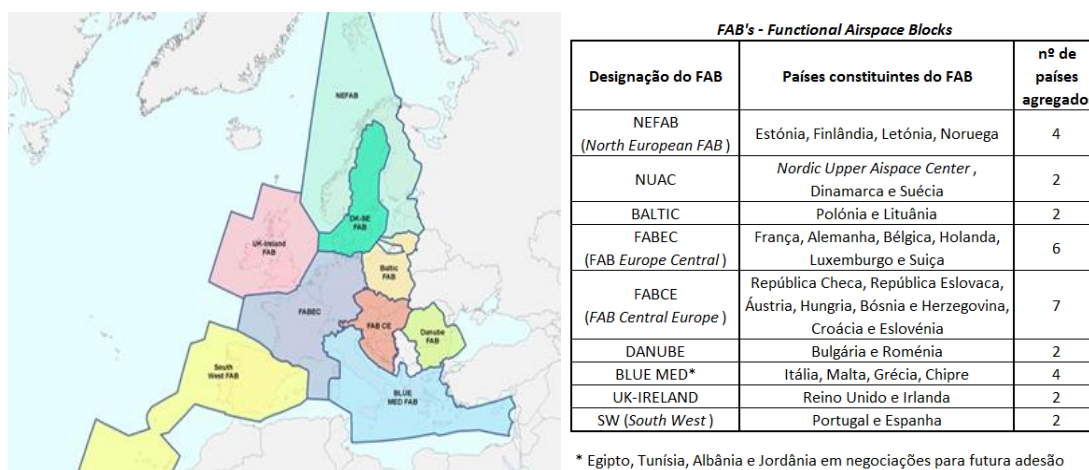 NEFAB
DK-SE
FAB
UK-Ireland
FAB
Baltic
FAB
FABEC
FAB CE
Danube
FAB
South
West FAB
BLUE
MED FAB
FAB's - Functional Airspace Blocks
Designação do FAB
Países constituintes do FAB
nº de
países
agregado
NEFAB
(North European FAB)
Estónia, Finlândia, Letónia, Noruega
4
NUAC
Nordic Upper Aispace Center,
Dinamarca e Suécia
2
BALTIC
Polónia e Lituânia
2
FABEC
(FAB Europe Central)
França, Alemanha, Bélgica, Holanda,
Luxemburgo e Suiça
6
FABCE
(FAB Central Europe)
República Checa, República Eslovaca,
Áustria, Hungria, Bósnia e Herzegovina,
Croácia e Eslovénia
7
DANUBE
Bulgária e Roménia
2
BLUE MED*
Itália, Malta, Grécia, Chipre
4
UK-IRELAND
Reino Unido e Irlanda
2
SW (South West)
Portugal e Espanha
2
* Egipto, Tunísia, Albânia e Jordânia em negociações para futura adesão